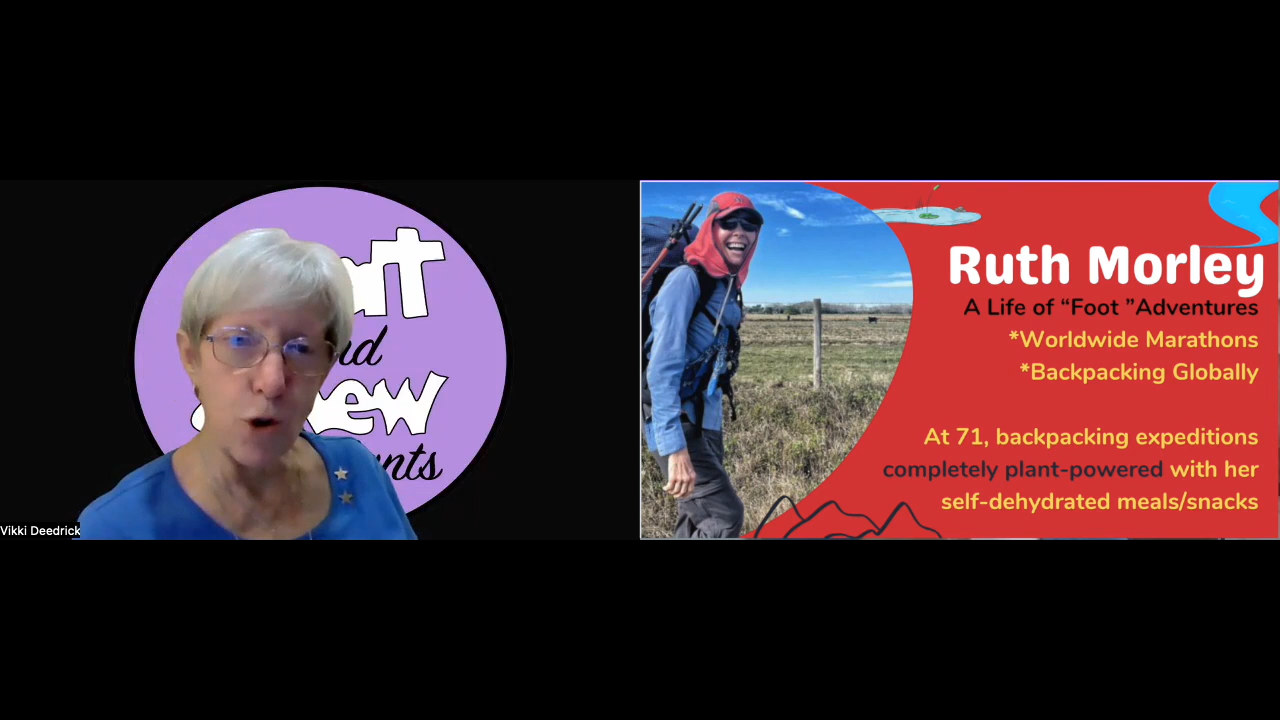 and
Vikki Deedrick
Ruth Morley
A Life of “Foot ”Adventures
*Worldwide Marathons
*Backpacking Globally
At 71, backpacking expeditions
completely plant-powered with her
self-dehydrated meals/snacks